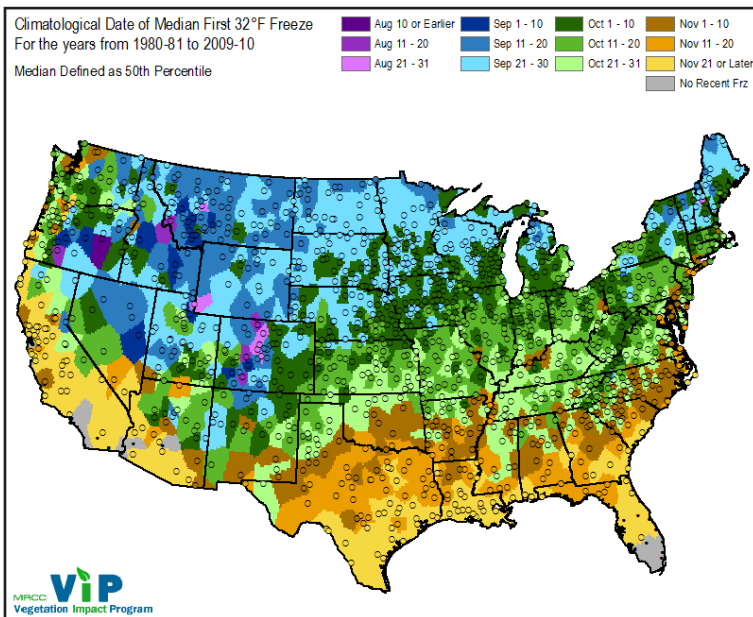 Climatological Date of Median First 32°F Freeze
For the years from 1980-81 to 2009-10
Median Defined as 50th Percentile
Aug 10 or Earlier
Aug 11 - 20
Aug 21 - 31
Sep 1 - 10
Sep 11 - 20
Sep 21 - 30
Oct 1 - 10
Oct 11 - 20
Oct 21 - 31
Nov 1 - 10
Nov 11 - 20
Nov 21 or Later
No Recent Frz
MRCC ViP
Vegetation Impact Program